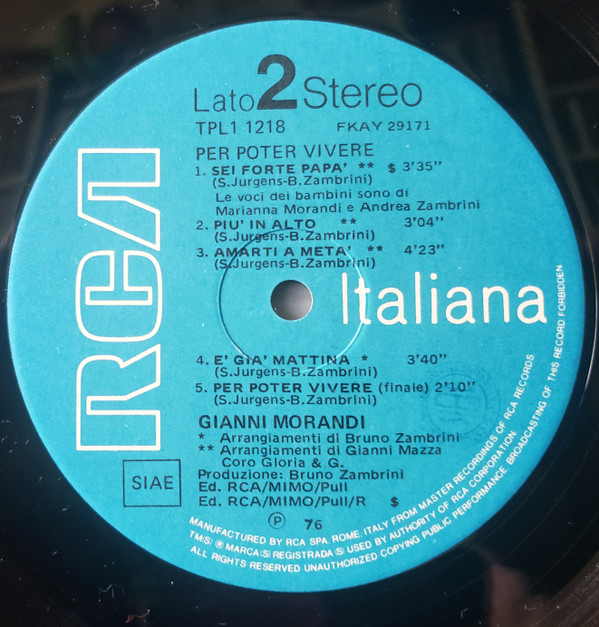 Lato 2 Stereo
TPL1 1218 FKAY 29171
PER POTER VIVERE
1. SEI FORTE PAPA' ** $ 3'35"
(S.Jurgens-B.Zambrini)
Le voci dei bambini sono di
Marianna Morandi e Andrea Zambrini
2. PIU' IN ALTO ** 3'04"
(S.Jurgens-B.Zambrini)
3. AMARTI A META' ** 4'23"
(S.Jurgens-B.Zambrini)
RCA Italiana
4. E' GIA' MATTINA * 3'40"
(S.Jurgens-B.Zambrini)
5. PER POTER VIVERE (finale) 2'10"
(S.Jurgens-B.Zambrini)
GIANNI MORANDI
* Arrangiamenti di Bruno Zambrini
** Arrangiamenti di Gianni Mazza
Coro Gloria & G.
Produzione: Bruno Zambrini
Ed. RCA/MIMO/Pull
Ed. RCA/MIMO/Pull/R $
SIAE
Ⓟ 76
MANUFACTURED BY RCA SPA. ROME, ITALY, FROM MASTER RECORDINGS OF RCA RECORDS
TM(S) ® MARCA(S) REGISTRADA(S) USED BY AUTHORITY OF RCA CORPORATION
ALL RIGHTS RESERVED UNAUTHORIZED COPYING PUBLIC PERFORMANCE BROADCASTING OF THIS RECORD FORBIDDEN